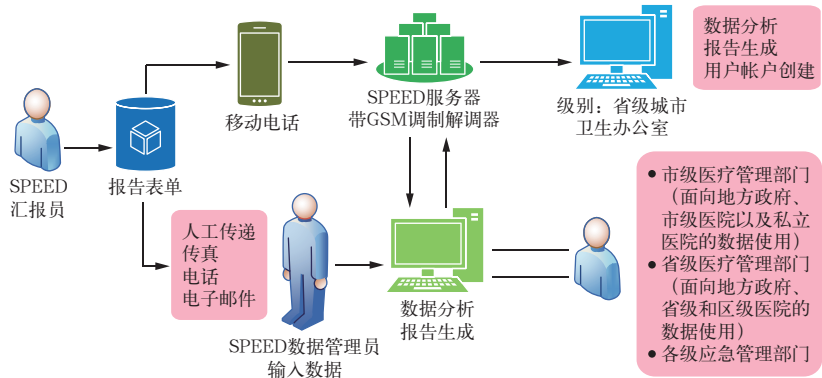 数据分析
报告生成
用户帐户创建
SPEED服务器
带GSM调制解调器
级别：省级城市
卫生办公室
移动电话
SPEED
汇报员
报告表单
人工传递
传真
电话
电子邮件
SPEED数据管理员
输入数据
数据分析
报告生成
● 市级医疗管理部门
（面向地方政府、
市级医院以及私立
医院的数据使用）
● 省级医疗管理部门
（面向地方政府、
省级和区级医院的
数据使用）
● 各级应急管理部门